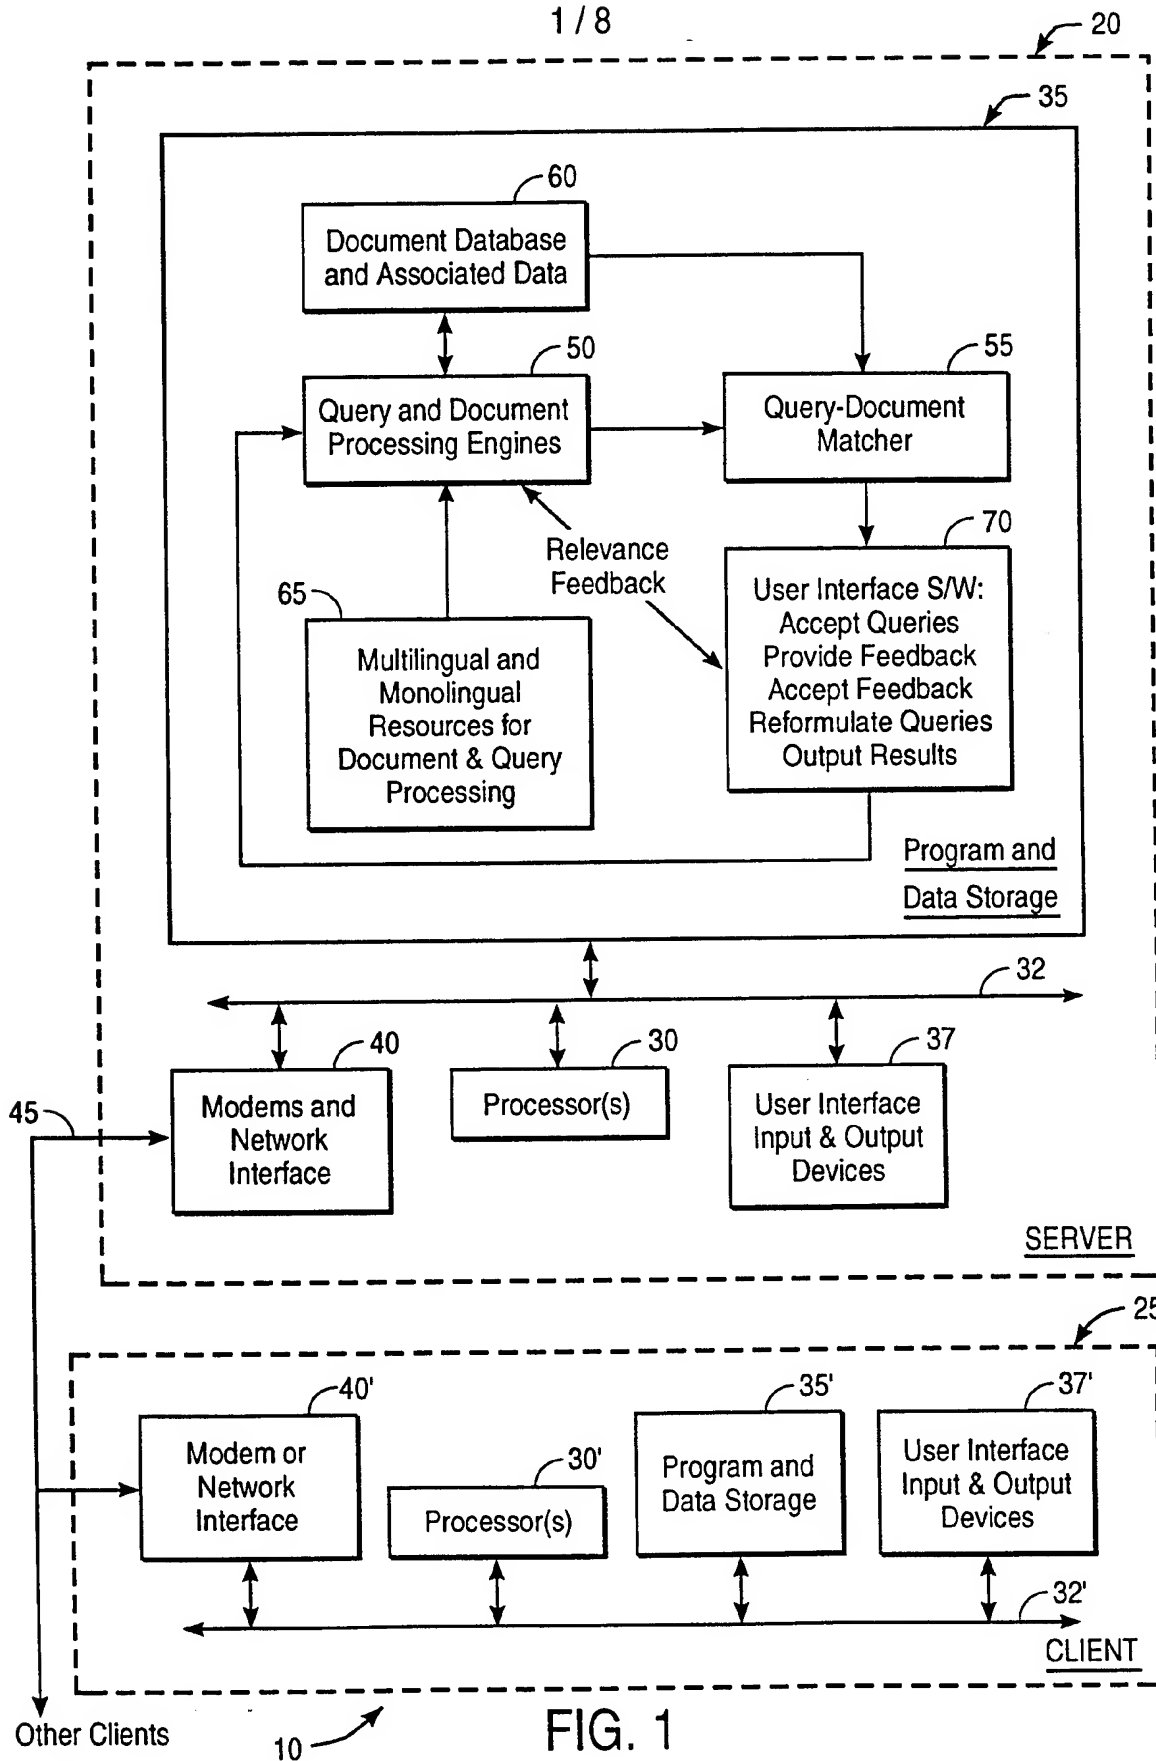 1 / 8
20
35
60
Document Database
and Associated Data
50
Query and Document
Processing Engines
55
Query-Document
Matcher
Relevance
Feedback
70
User Interface S/W:
Accept Queries
Provide Feedback
Accept Feedback
Reformulate Queries
Output Results
65
Multilingual and
Monolingual
Resources for
Document & Query
Processing
Program and
Data Storage
32
40
Modems and
Network
Interface
30
Processor(s)
37
User Interface
Input & Output
Devices
45
SERVER
25
40'
Modem or
Network
Interface
30'
Processor(s)
35'
Program and
Data Storage
37'
User Interface
Input & Output
Devices
32'
CLIENT
Other Clients
10
FIG. 1